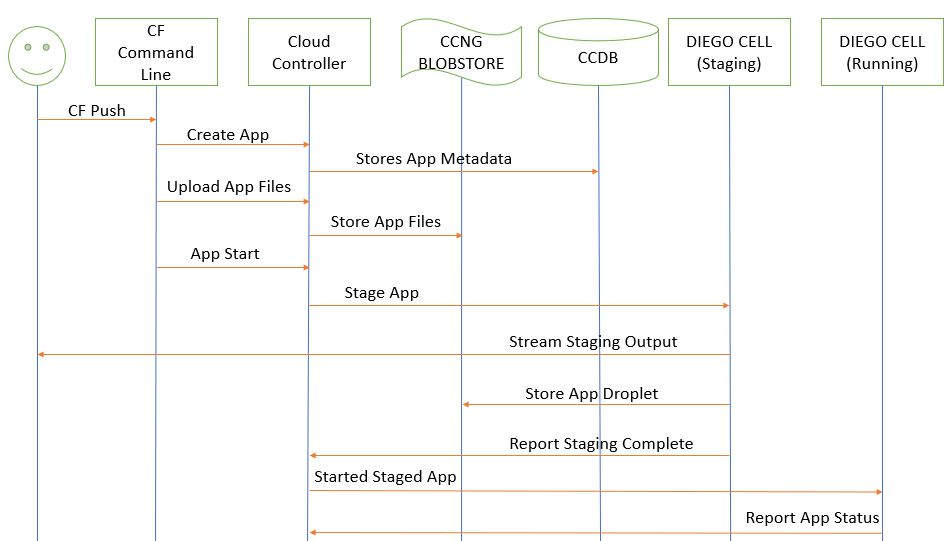 CF
Command
Line
Cloud
Controller
CCNG
BLOBSTORE
CCDB
DIEGO CELL
(Staging)
DIEGO CELL
(Running)
CF Push
Create App
Stores App Metadata
Upload App Files
Store App Files
App Start
Stage App
Stream Staging Output
Store App Droplet
Report Staging Complete
Started Staged App
Report App Status